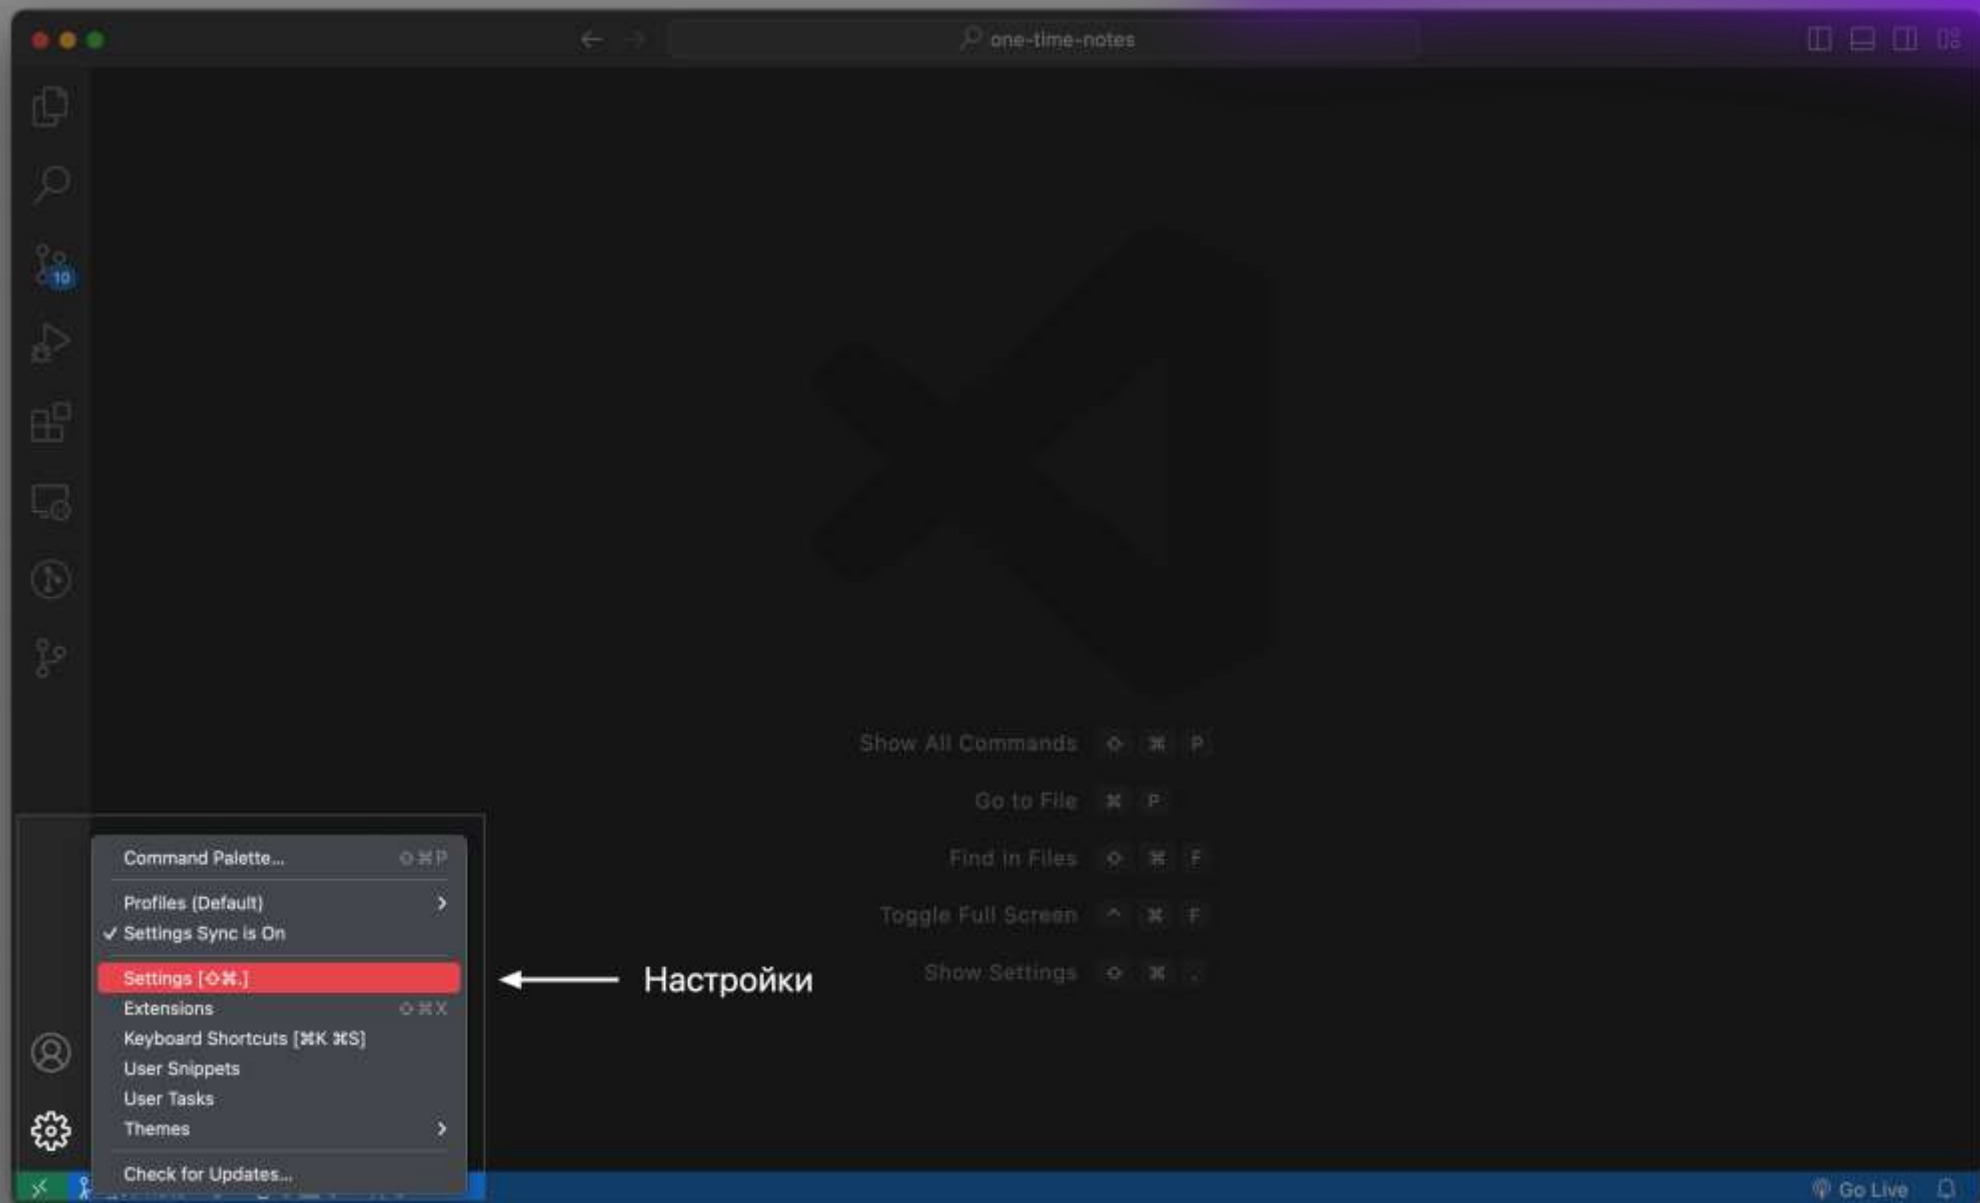 one-time-notes
10
Show All Commands ⇧ ⌘ P
Go to File ⌘ P
Find in Files ⇧ ⌘ F
Toggle Full Screen ^ ⌘ F
Show Settings ⇧ ⌘ .
Command Palette... ⇧⌘P
Profiles (Default) >
✓ Settings Sync is On
Settings [⇧⌘.]
Настройки
Extensions ⇧⌘X
Keyboard Shortcuts [⌘K ⌘S]
User Snippets
User Tasks
Themes >
Check for Updates...
Go Live